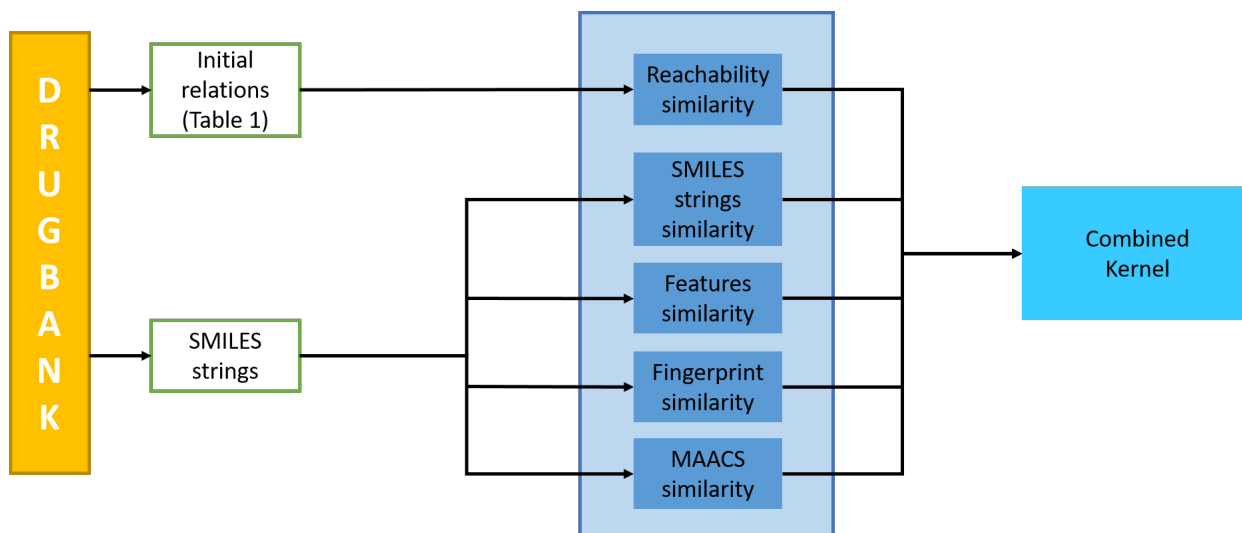 DRUGBANK
Initial
relations
(Table 1)
SMILES
strings
Reachability
similarity
SMILES
strings
similarity
Features
similarity
Fingerprint
similarity
MAACS
similarity
Combined
Kernel